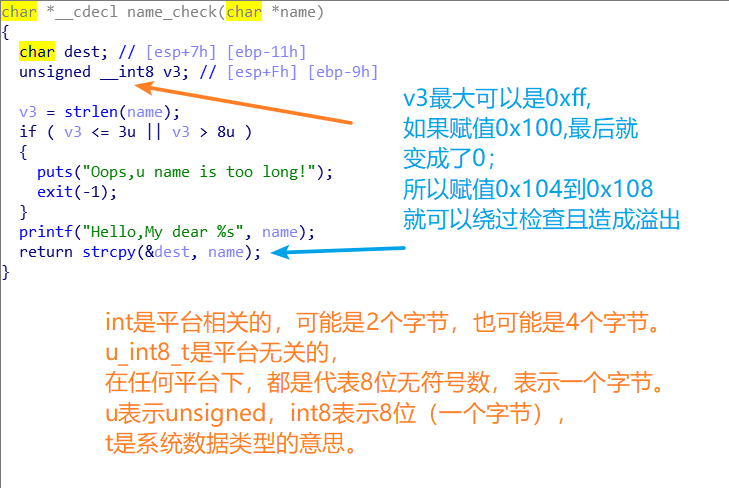 char *__cdecl name_check(char *name)
{
char dest; // [esp+7h] [ebp-11h]
unsigned __int8 v3; // [esp+Fh] [ebp-9h]
v3 = strlen(name);
if ( v3 <= 3u || v3 > 8u )
{
puts("Oops,u name is too long!");
exit(-1);
}
printf("Hello,My dear %s", name);
return strcpy(&dest, name);
}
v3最大可以是0xff,
如果赋值0x100,最后就
变成了0；
所以赋值0x104到0x108
就可以绕过检查且造成溢出
int是平台相关的，可能是2个字节，也可能是4个字节。
u_int8_t是平台无关的，
在任何平台下，都是代表8位无符号数，表示一个字节。
u表示unsigned，int8表示8位（一个字节），
t是系统数据类型的意思。